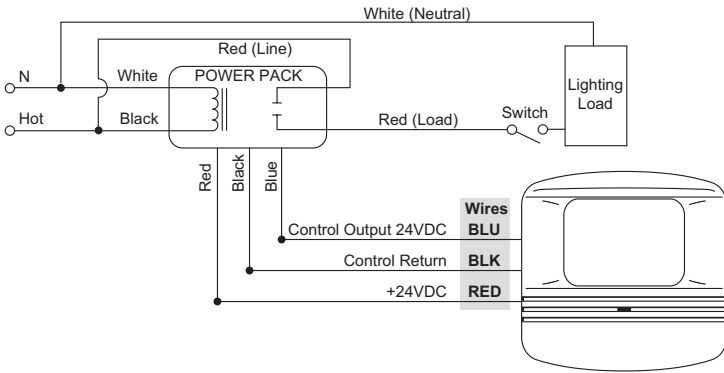 White (Neutral)
Red (Line)
N
White
POWER PACK
Lighting
Load
Hot
Black
Red (Load)
Switch
Red
Black
Blue
Wires
Control Output 24VDC BLU
Control Return BLK
+24VDC RED